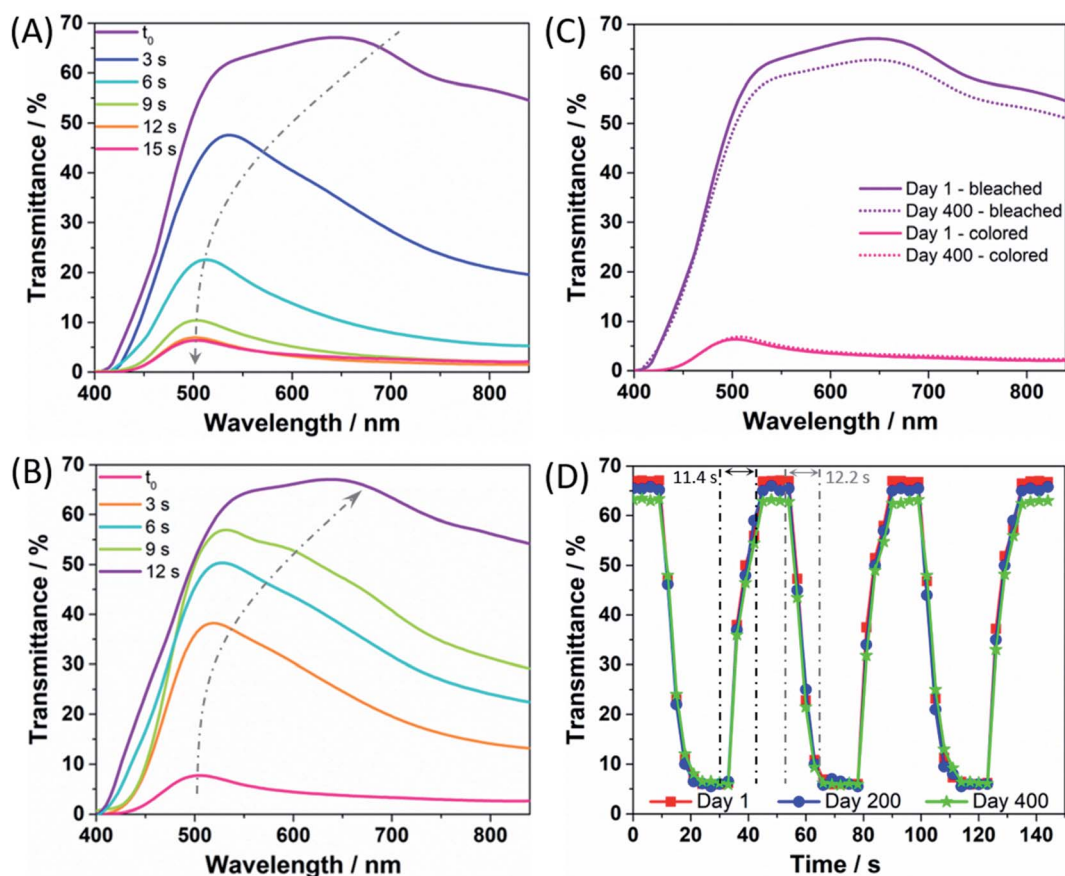 (A)
70
60
50
40
30
20
10
0
Transmittance / %
t₀
3 s
6 s
9 s
12 s
15 s
400 500 600 700 800
Wavelength / nm
(C)
70
60
50
40
30
20
10
0
Transmittance / %
Day 1 - bleached
Day 400 - bleached
Day 1 - colored
Day 400 - colored
400 500 600 700 800
Wavelength / nm
(B)
70
60
50
40
30
20
10
0
Transmittance / %
t₀
3 s
6 s
9 s
12 s
400 500 600 700 800
Wavelength / nm
(D)
70
60
50
40
30
20
10
0
Transmittance / %
11.4 s 12.2 s
Day 1 Day 200 Day 400
0 20 40 60 80 100 120 140
Time / s